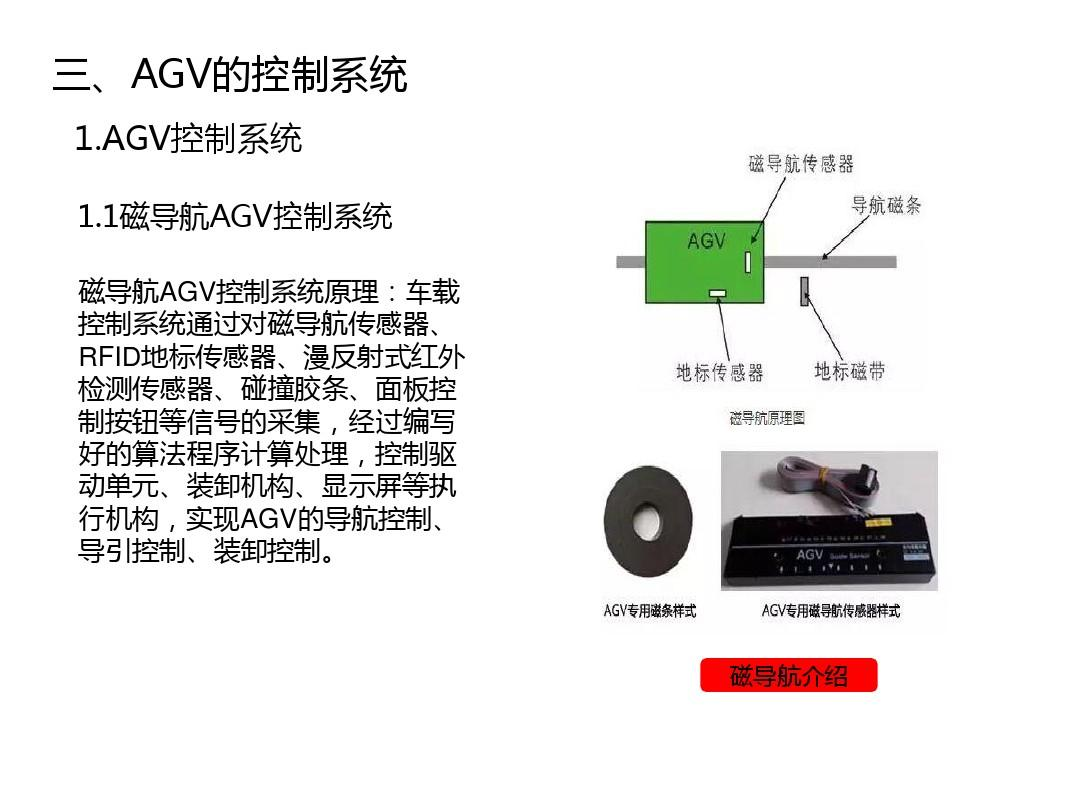 三、AGV的控制系统
1.AGV控制系统
1.1磁导航AGV控制系统
磁导航AGV控制系统原理：车载
控制系统通过对磁导航传感器、
RFID地标传感器、漫反射式红外
检测传感器、碰撞胶条、面板控
制按钮等信号的采集，经过编写
好的算法程序计算处理，控制驱
动单元、装卸机构、显示屏等执
行机构，实现AGV的导航控制、
导引控制、装卸控制。
磁导航传感器
导航磁条
AGV
地标传感器
地标磁带
磁导航原理图
AGV Guide Sensor
AGV专用磁条样式
AGV专用磁导航传感器样式
磁导航介绍